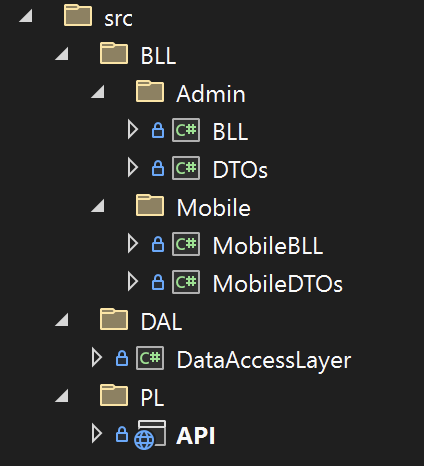 src
BLL
Admin
C# BLL
C# DTOs
Mobile
C# MobileBLL
C# MobileDTOs
DAL
C# DataAccessLayer
PL
API